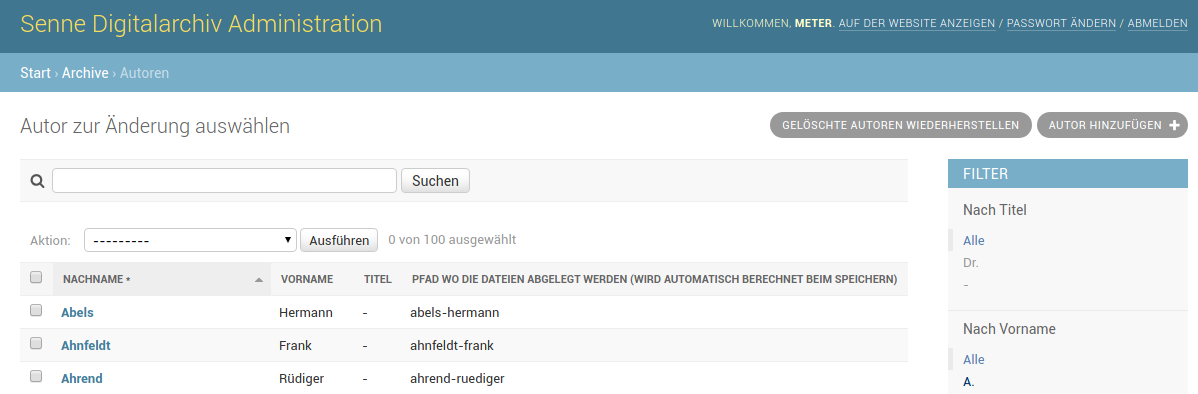 Senne Digitalarchiv Administration
WILLKOMMEN, METER. AUF DER WEBSITE ANZEIGEN / PASSWORT ÄNDERN / ABMELDEN
Start › Archive › Autoren
Autor zur Änderung auswählen
GELÖSCHTE AUTOREN WIEDERHERSTELLEN
AUTOR HINZUFÜGEN +
Suchen
Aktion: --------- Ausführen 0 von 100 ausgewählt
NACHNAME * VORNAME TITEL PFAD WO DIE DATEIEN ABGELEGT WERDEN (WIRD AUTOMATISCH BERECHNET BEIM SPEICHERN)
Abels Hermann - abels-hermann
Ahnfeldt Frank - ahnfeldt-frank
Ahrend Rüdiger - ahrend-ruediger
FILTER
Nach Titel
Alle
Dr.
-
Nach Vorname
Alle
A.